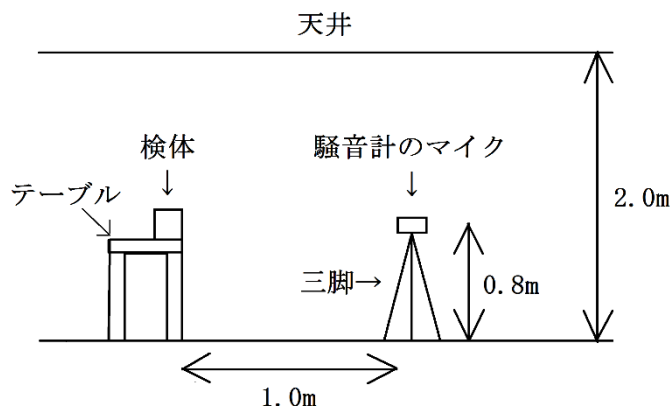 天井
検体
騒音計のマイク
テーブル
2.0m
三脚→
0.8m
1.0m